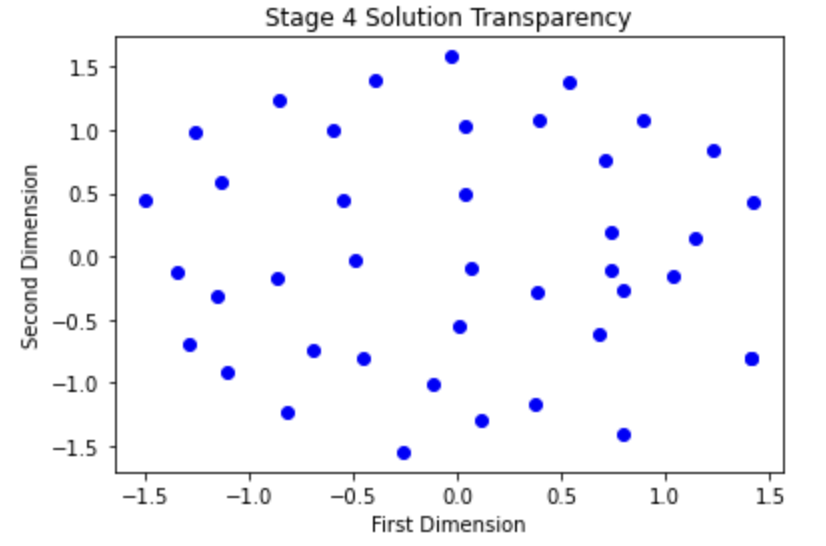 Stage 4 Solution Transparency
Second Dimension
1.5
1.0
0.5
0.0
−0.5
−1.0
−1.5
−1.5 −1.0 −0.5 0.0 0.5 1.0 1.5
First Dimension